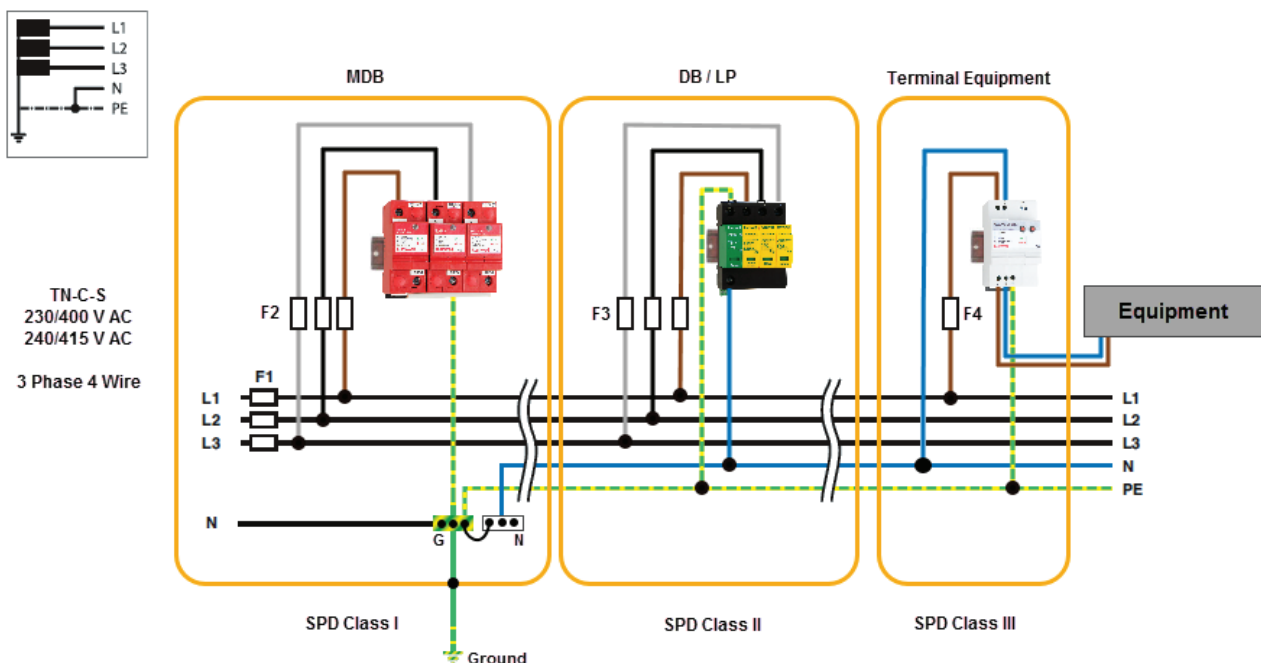 L1
L2
L3
N
PE
MDB
DB / LP
Terminal Equipment
TN-C-S
230/400 V AC
240/415 V AC
3 Phase 4 Wire
F2
F3
F4
Equipment
F1
L1
L2
L3
L1
L2
L3
N
PE
N
G
N
SPD Class I
SPD Class II
SPD Class III
Ground